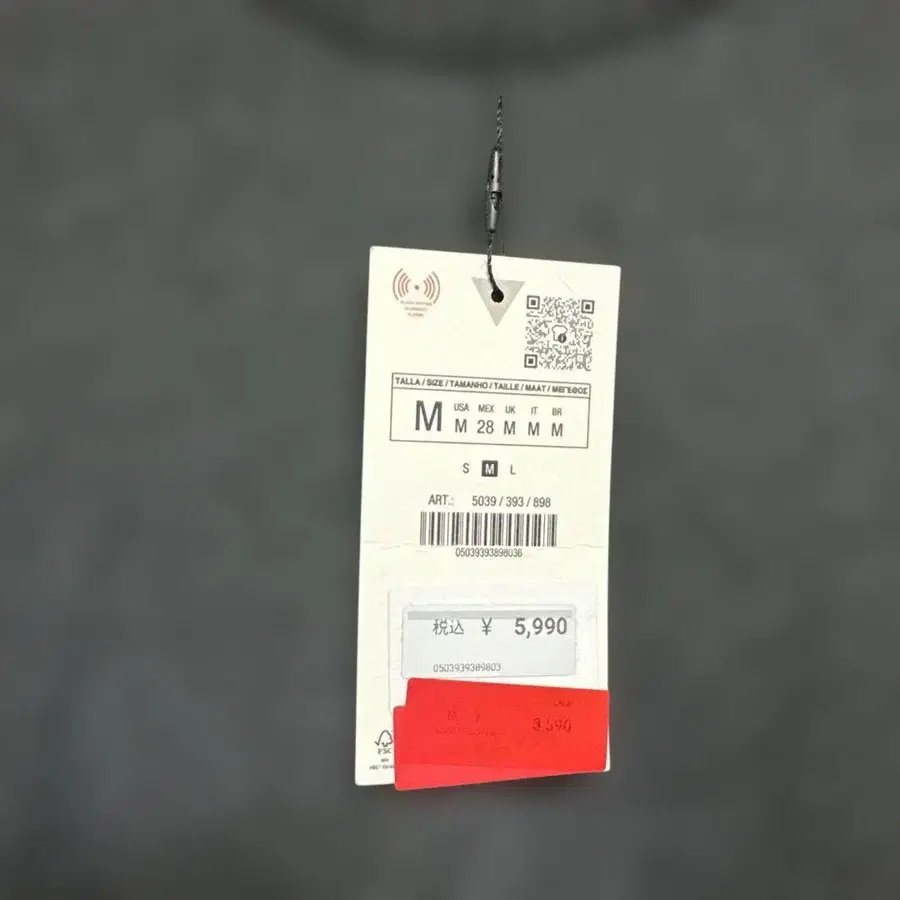 TALLA / SIZE / TAMANHO / TAILLE / MAAT / ΜΕΓΕΘΟΣ
M
USA MEX UK IT BR
M 28 M M M
S M L
ART.: 5039 / 393 / 898
05039393898036
税込 ¥ 5,990
0503939389803
3,590
FSC